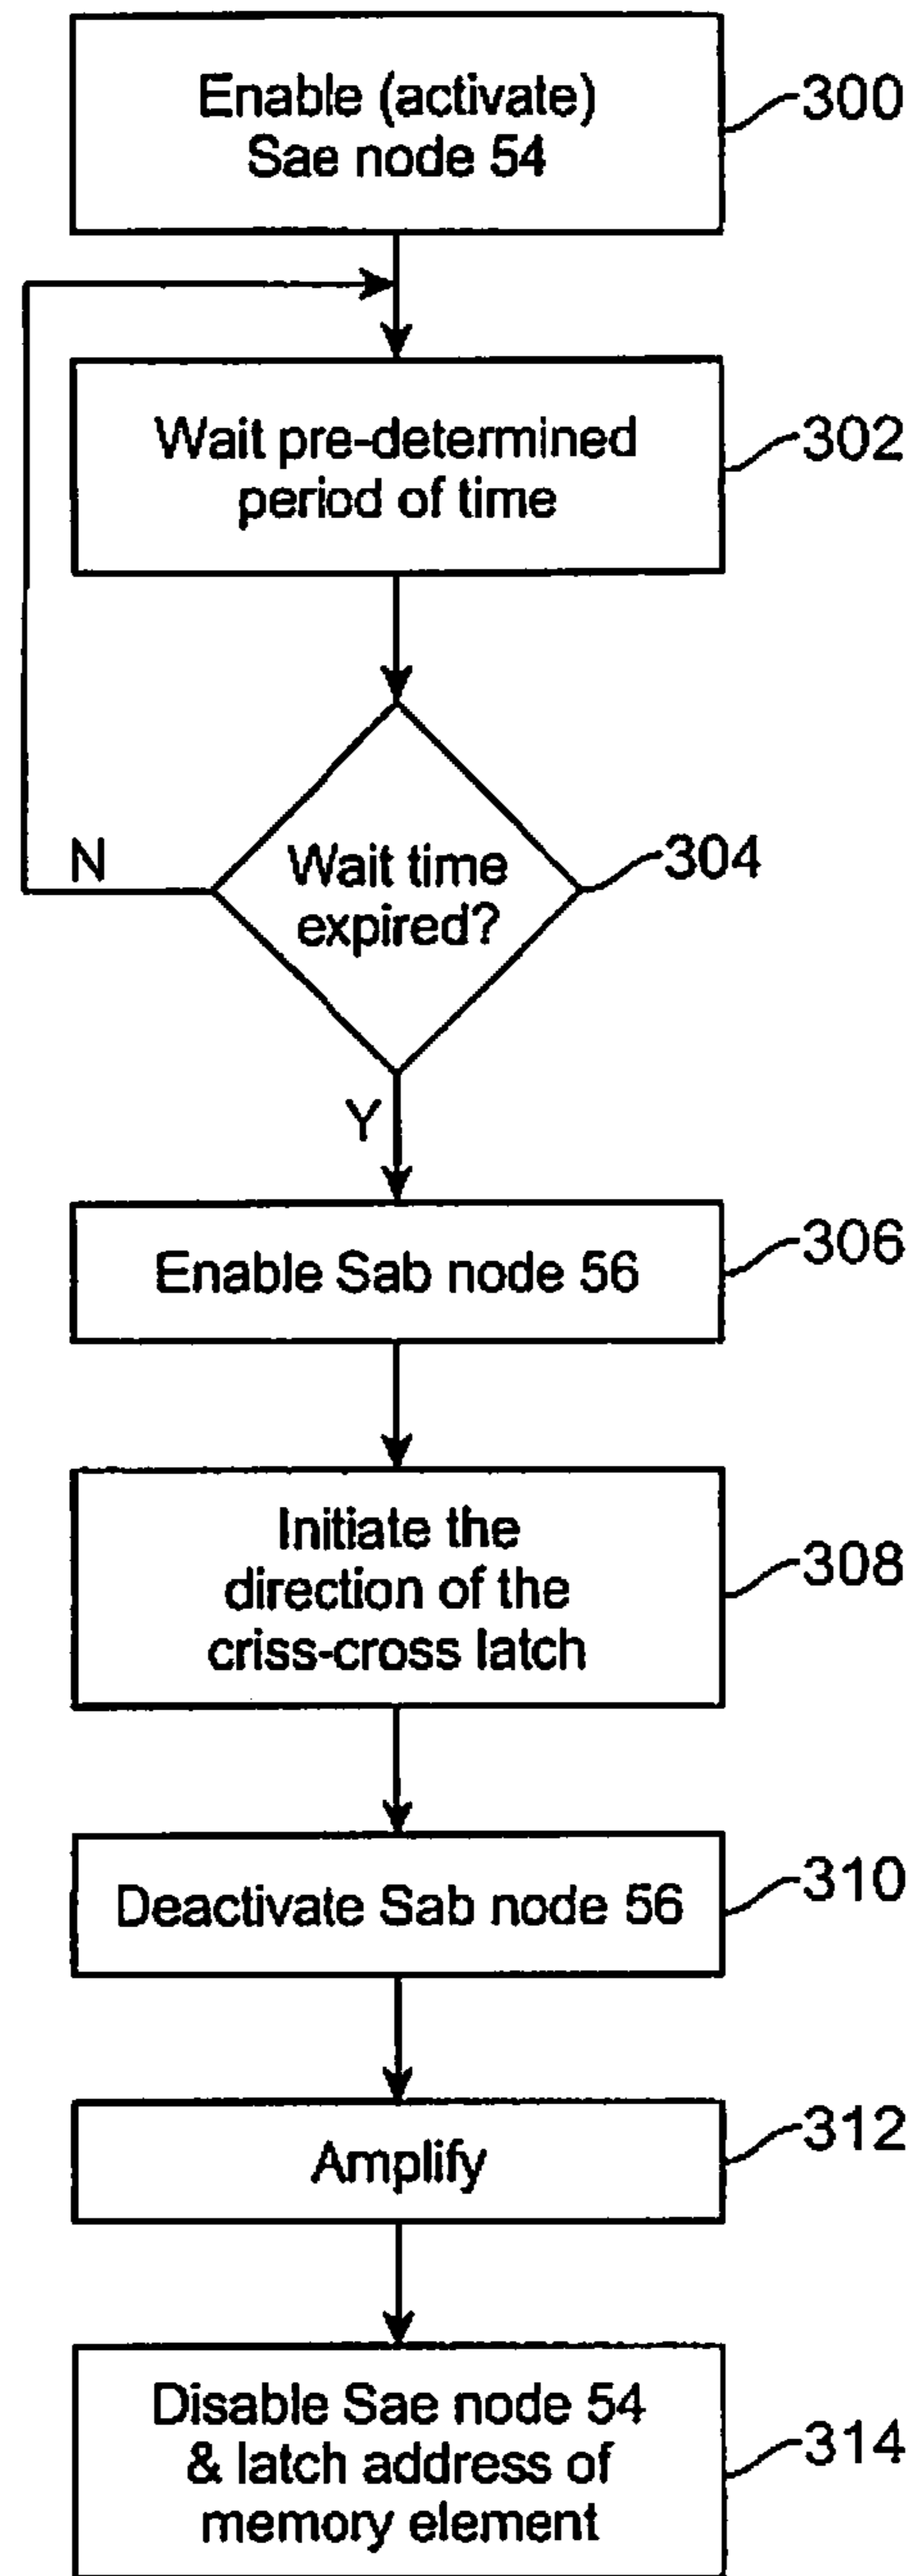 Enable (activate)
Sae node 54
300
Wait pre-determined
period of time
302
Wait time
expired?
304
N
Y
Enable Sab node 56
306
Initiate the
direction of the
criss-cross latch
308
Deactivate Sab node 56
310
Amplify
312
Disable Sae node 54
& latch address of
memory element
314